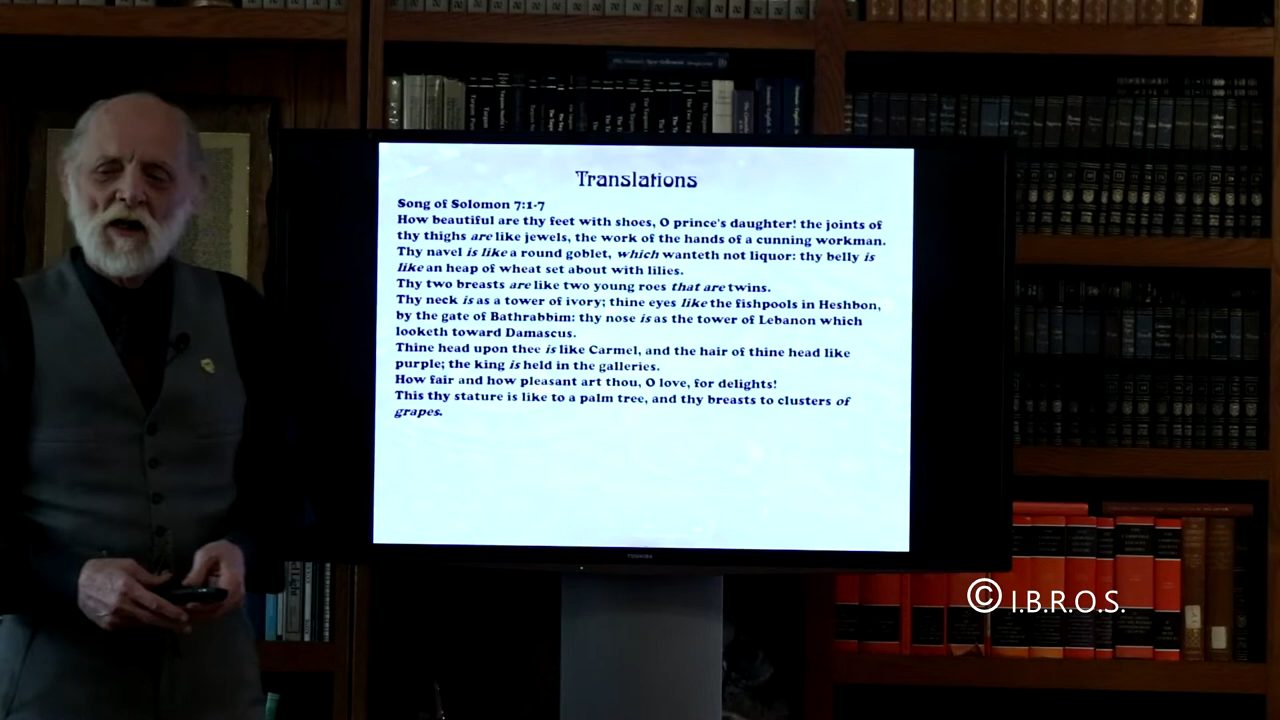 Translations
Song of Solomon 7:1-7
How beautiful are thy feet with shoes, O prince's daughter! the joints of
thy thighs are like jewels, the work of the hands of a cunning workman.
Thy navel is like a round goblet, which wanteth not liquor: thy belly is
like an heap of wheat set about with lilies.
Thy two breasts are like two young roes that are twins.
Thy neck is as a tower of ivory; thine eyes like the fishpools in Heshbon,
by the gate of Bathrabbim: thy nose is as the tower of Lebanon which
looketh toward Damascus.
Thine head upon thee is like Carmel, and the hair of thine head like
purple; the king is held in the galleries.
How fair and how pleasant art thou, O love, for delights!
This thy stature is like to a palm tree, and thy breasts to clusters of
grapes.
TOSHIBA
© I.B.R.O.S.